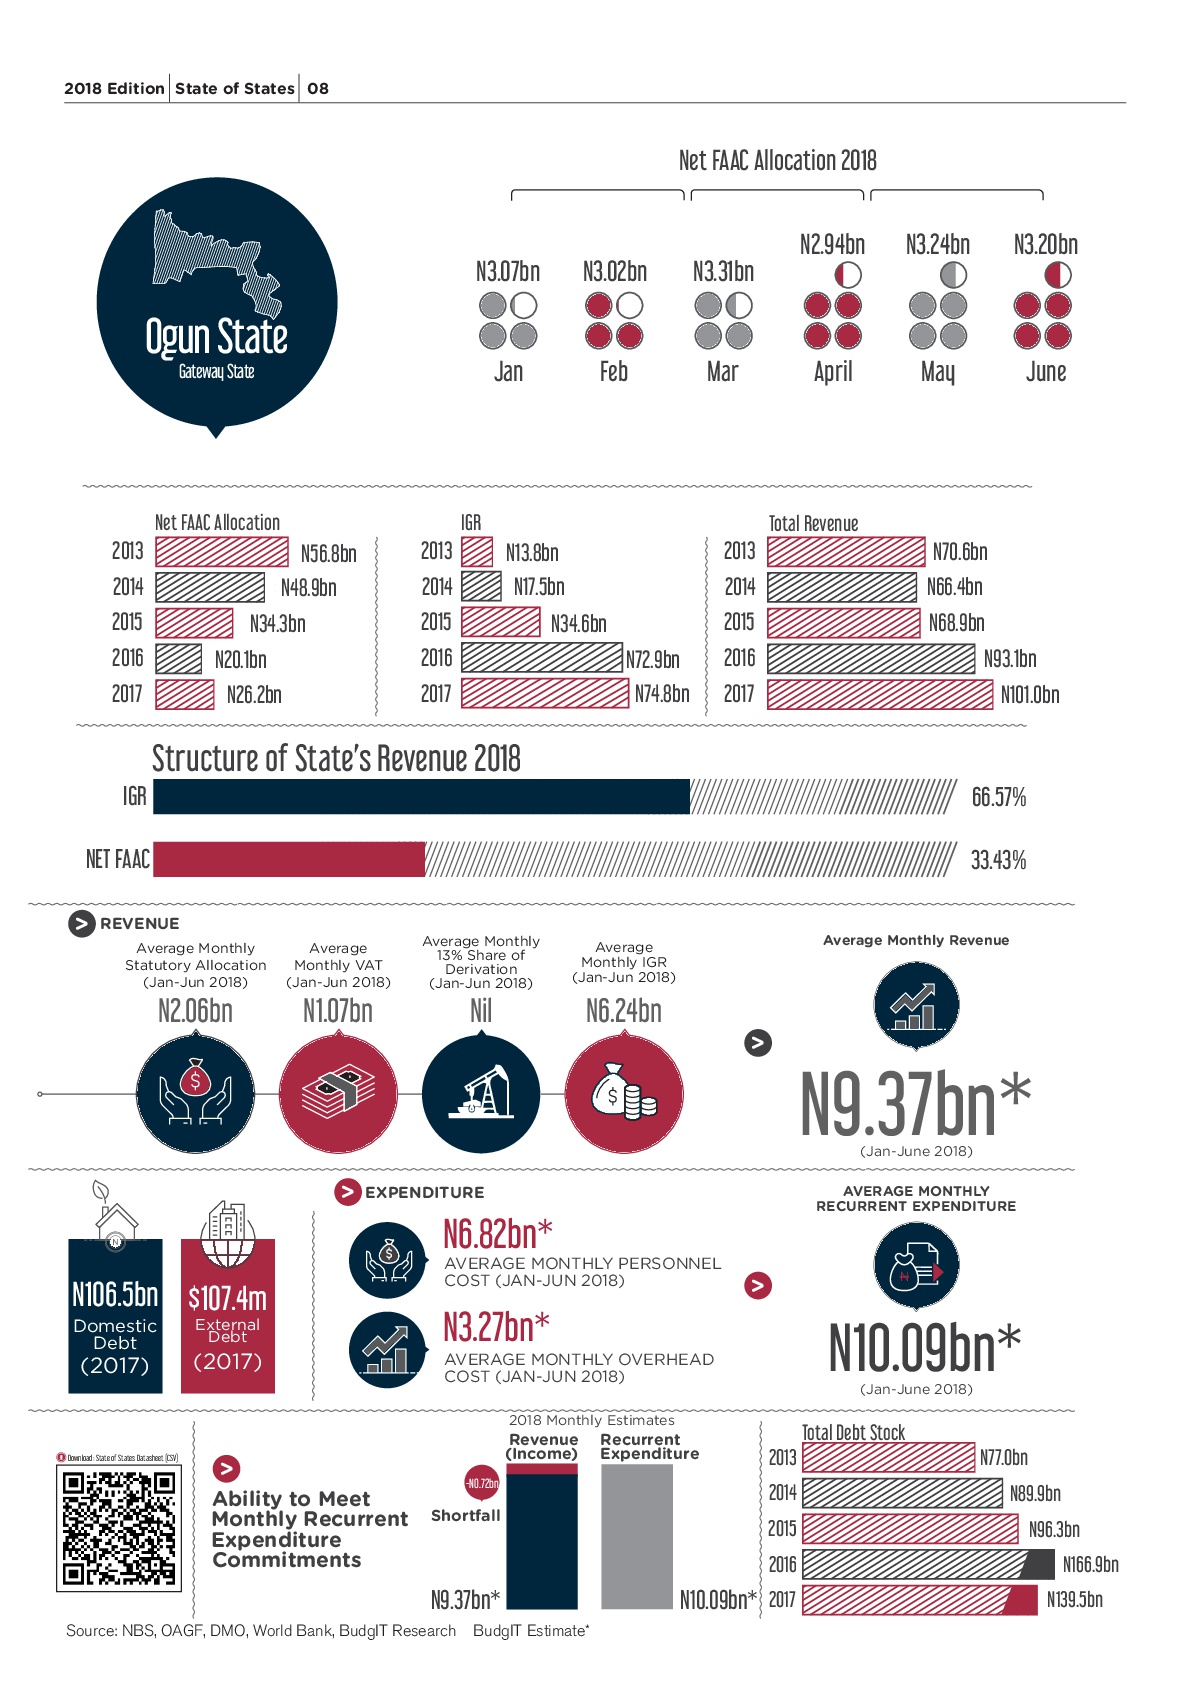 2018 Edition State of States 08
Net FAAC Allocation 2018
Ogun State
Gateway State
N3.07bn
Jan
N3.02bn
Feb
N3.31bn
Mar
N2.94bn
April
N3.24bn
May
N3.20bn
June
Net FAAC Allocation
2013 N56.8bn
2014 N48.9bn
2015 N34.3bn
2016 N20.1bn
2017 N26.2bn
IGR
2013 N13.8bn
2014 N17.5bn
2015 N34.6bn
2016 N72.9bn
2017 N74.8bn
Total Revenue
2013 N70.6bn
2014 N66.4bn
2015 N68.9bn
2016 N93.1bn
2017 N101.0bn
Structure of State's Revenue 2018
IGR 66.57%
NET FAAC 33.43%
> REVENUE
Average Monthly
Statutory Allocation
(Jan-Jun 2018)
N2.06bn
Average
Monthly VAT
(Jan-Jun 2018)
N1.07bn
Average Monthly
13% Share of
Derivation
(Jan-Jun 2018)
Nil
Average
Monthly IGR
(Jan-Jun 2018)
N6.24bn
>
Average Monthly Revenue
N9.37bn*
(Jan-June 2018)
N106.5bn
Domestic
Debt
(2017)
$107.4m
External
Debt
(2017)
> EXPENDITURE
N6.82bn*
AVERAGE MONTHLY PERSONNEL
COST (JAN-JUN 2018)
N3.27bn*
AVERAGE MONTHLY OVERHEAD
COST (JAN-JUN 2018)
>
AVERAGE MONTHLY
RECURRENT EXPENDITURE
N10.09bn*
(Jan-June 2018)
Download: State of States Datasheet (CSV)
>
Ability to Meet
Monthly Recurrent
Expenditure
Commitments
2018 Monthly Estimates
Revenue
(Income)
Recurrent
Expenditure
-N0.72bn
Shortfall
N9.37bn*
N10.09bn*
Total Debt Stock
2013 N77.0bn
2014 N89.9bn
2015 N96.3bn
2016 N166.9bn
2017 N139.5bn
Source: NBS, OAGF, DMO, World Bank, BudgIT Research BudgIT Estimate*